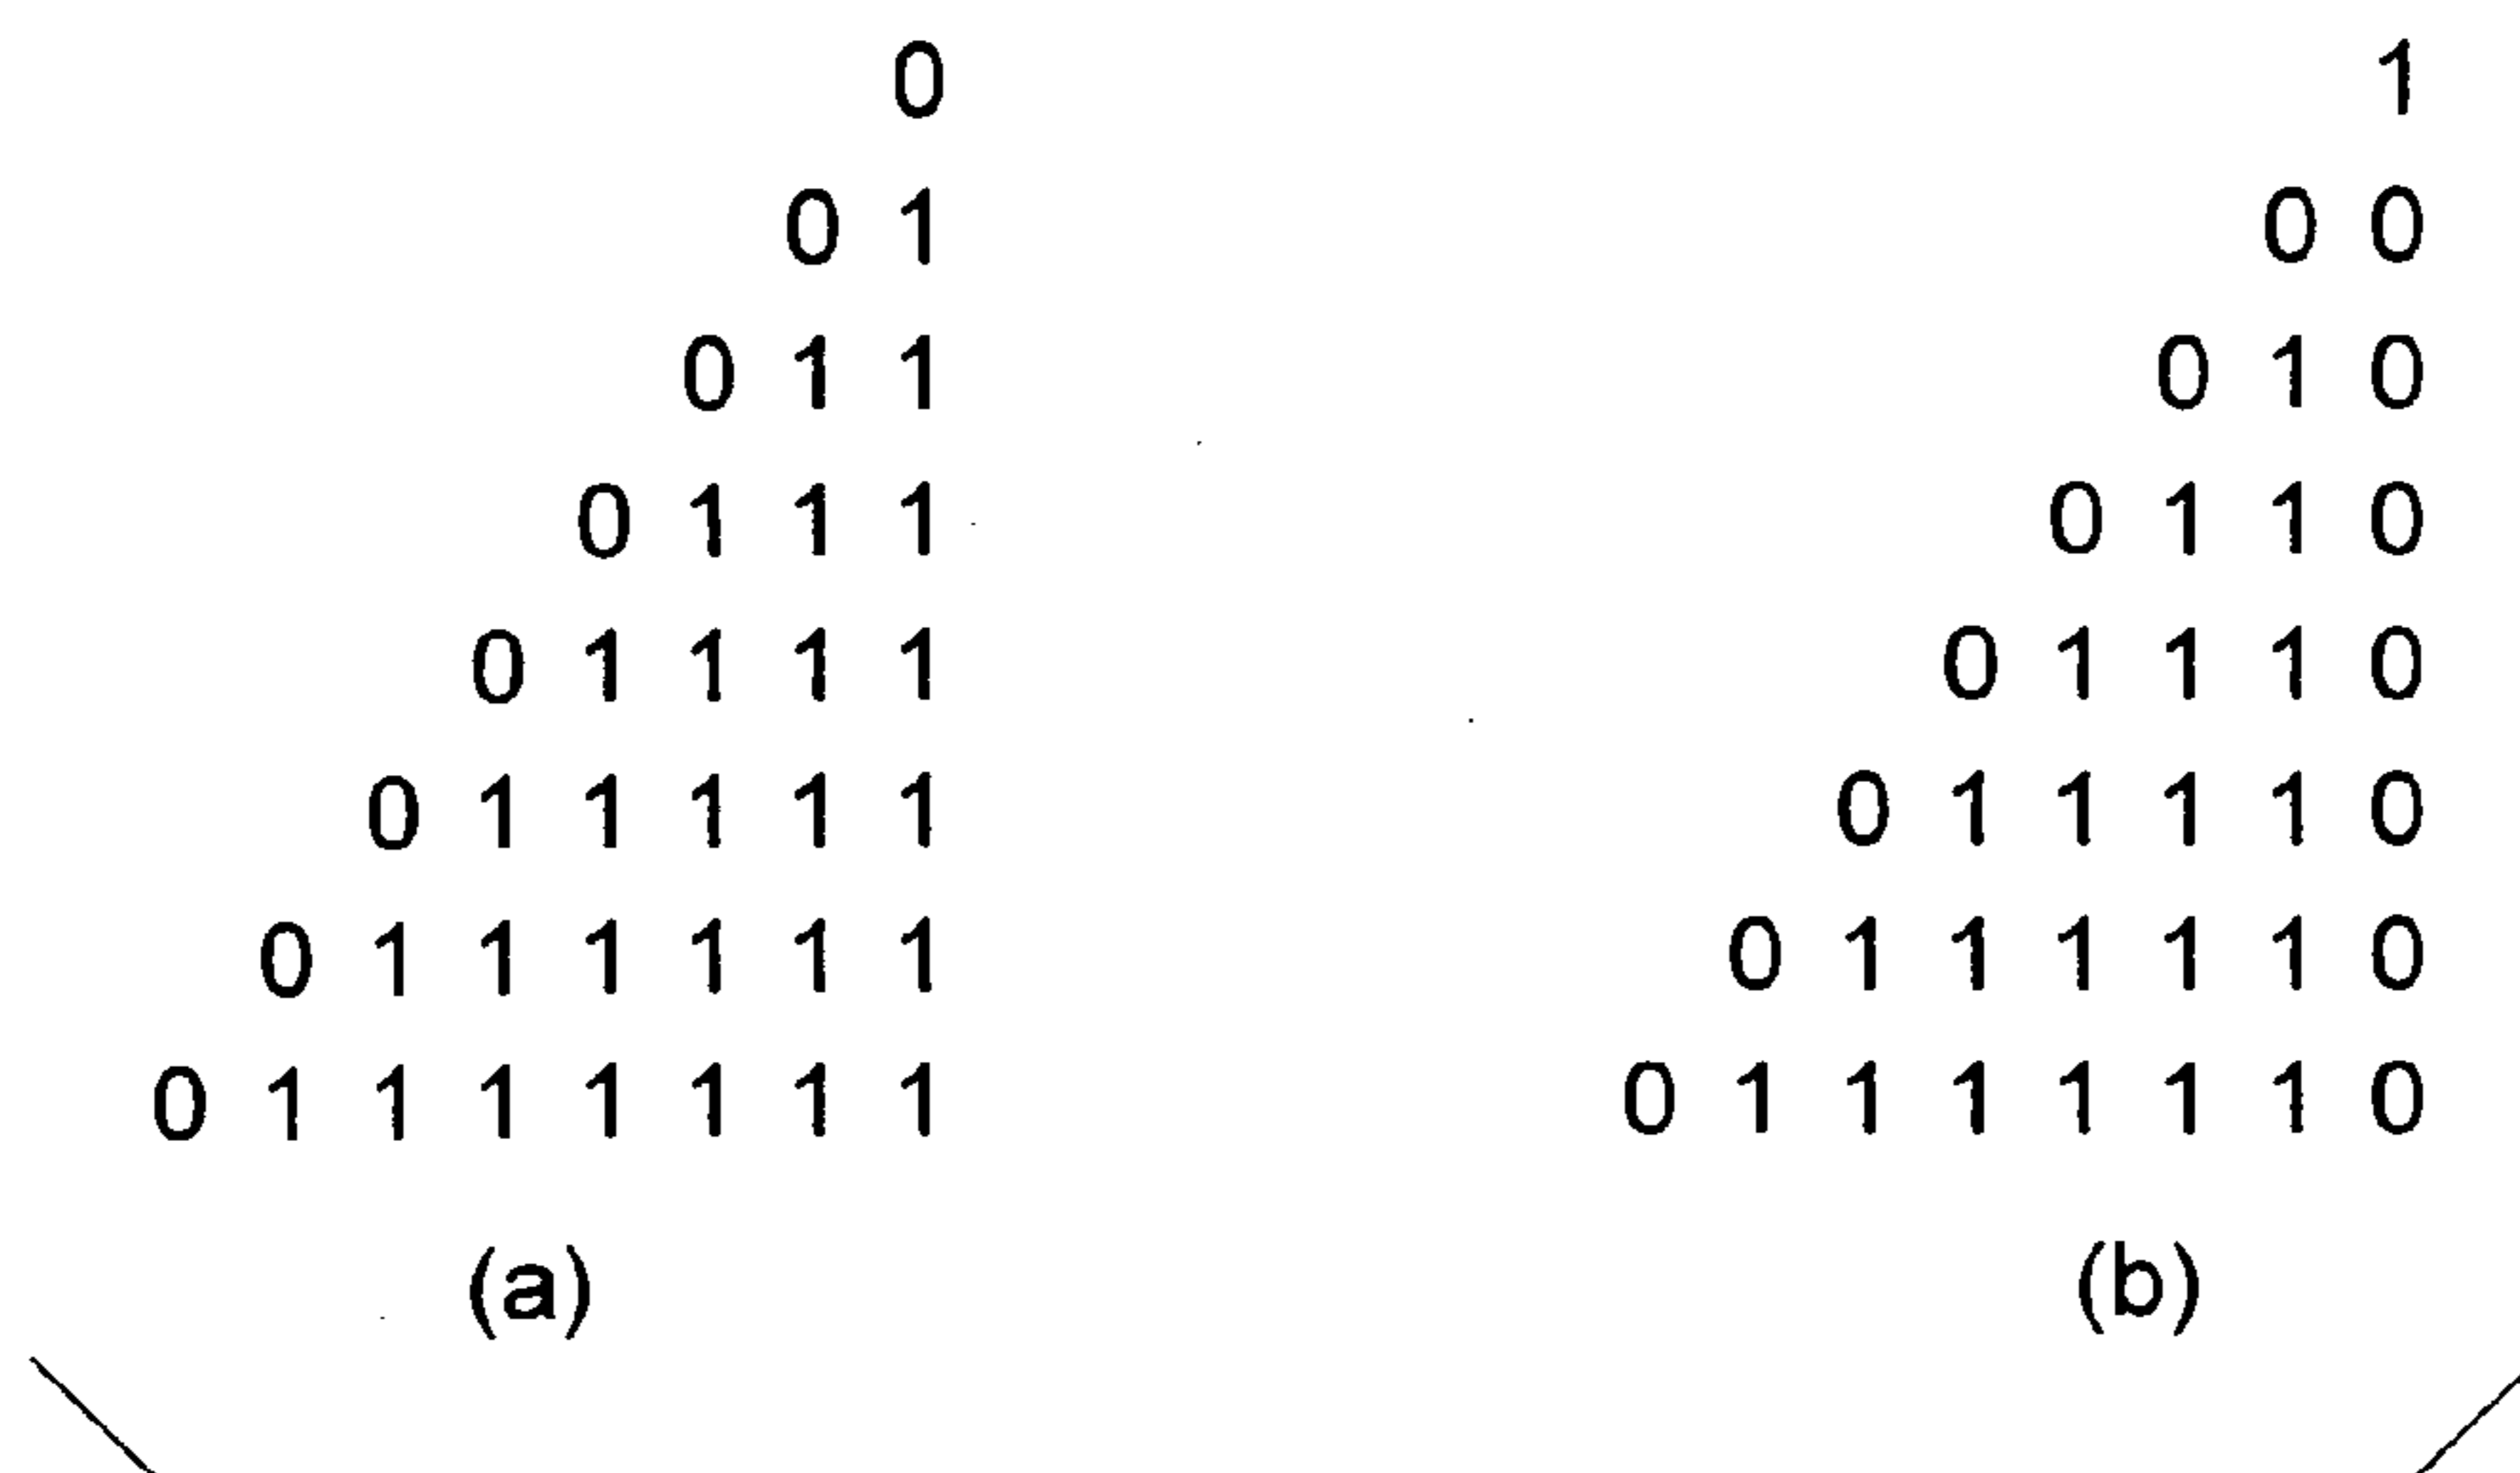 0 1
0 1 0 0
0 1 1 0 1 0
0 1 1 1 0 1 1 0
0 1 1 1 1 0 1 1 1 0
0 1 1 1 1 1 0 1 1 1 1 0
0 1 1 1 1 1 1 0 1 1 1 1 1 0
0 1 1 1 1 1 1 1 0 1 1 1 1 1 1 0
(a) (b)